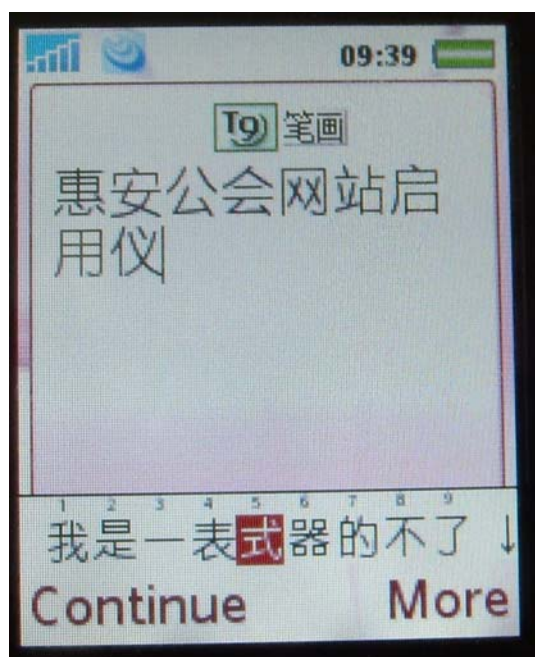 09:39
T9 笔画
惠安公会网站启
用仪
1 2 3 4 5 6 7 8 9
我是一表式器的不了 ↓
Continue More